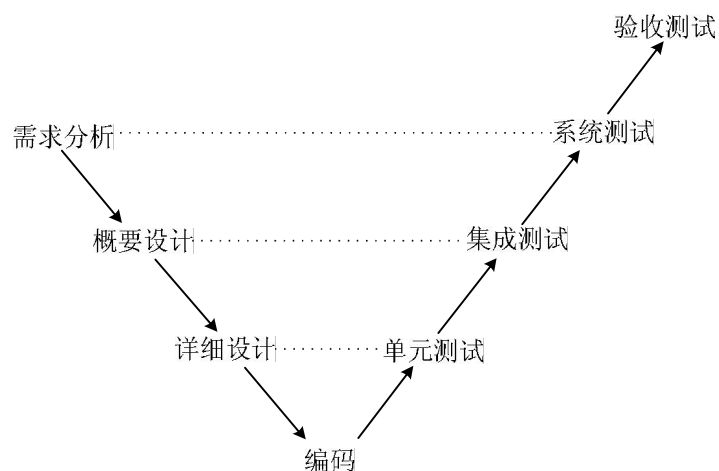 验收测试
需求分析
系统测试
概要设计
集成测试
详细设计
单元测试
编码